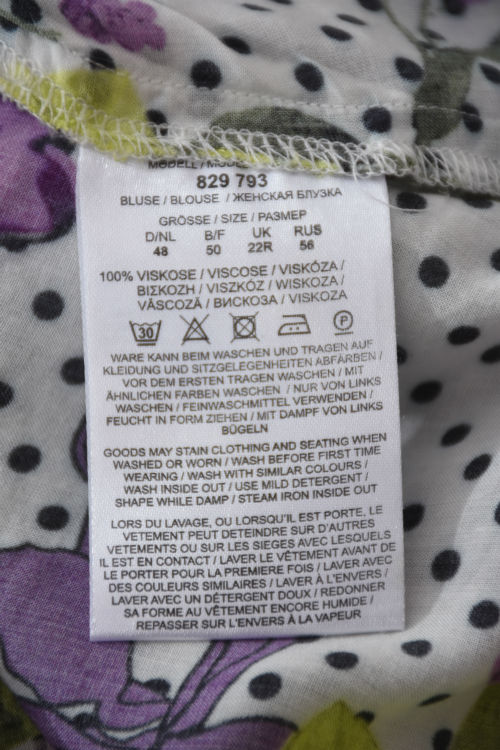 MODELL / MODE
829 793
BLUSE / BLOUSE / ЖЕНСКАЯ БЛУЗКА
GRÖSSE / SIZE / РАЗМЕР
D/NL B/F UK RUS
48 50 22R 56
100% VISKOSE / VISCOSE / VISKÓZA /
ΒΙΣΚΟΖΗ / VISZKÓZ / WISKOZA /
VÂSCOZĂ / ВИСКОЗА / VISKOZA
30 P
WARE KANN BEIM WASCHEN UND TRAGEN AUF
KLEIDUNG UND SITZGELEGENHEITEN ABFÄRBEN /
VOR DEM ERSTEN TRAGEN WASCHEN / MIT
ÄHNLICHEN FARBEN WASCHEN / NUR VON LINKS
WASCHEN / FEINWASCHMITTEL VERWENDEN /
FEUCHT IN FORM ZIEHEN / MIT DAMPF VON LINKS
BÜGELN
GOODS MAY STAIN CLOTHING AND SEATING WHEN
WASHED OR WORN / WASH BEFORE FIRST TIME
WEARING / WASH WITH SIMILAR COLOURS /
WASH INSIDE OUT / USE MILD DETERGENT /
SHAPE WHILE DAMP / STEAM IRON INSIDE OUT
LORS DU LAVAGE, OU LORSQU'IL EST PORTE, LE
VETEMENT PEUT DETEINDRE SUR D'AUTRES
VETEMENTS OU SUR LES SIEGES AVEC LESQUELS
IL EST EN CONTACT / LAVER LE VÊTEMENT AVANT DE
LE PORTER POUR LA PREMIERE FOIS / LAVER AVEC
DES COULEURS SIMILAIRES / LAVER À L'ENVERS /
LAVER AVEC UN DÉTERGENT DOUX / REDONNER
SA FORME AU VÊTEMENT ENCORE HUMIDE /
REPASSER SUR L'ENVERS À LA VAPEUR